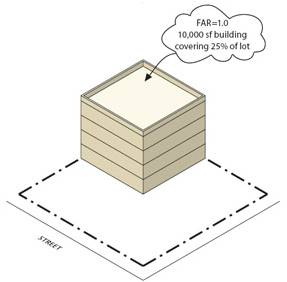 FAR=1.0
10,000 sf building
covering 25% of lot
STREET